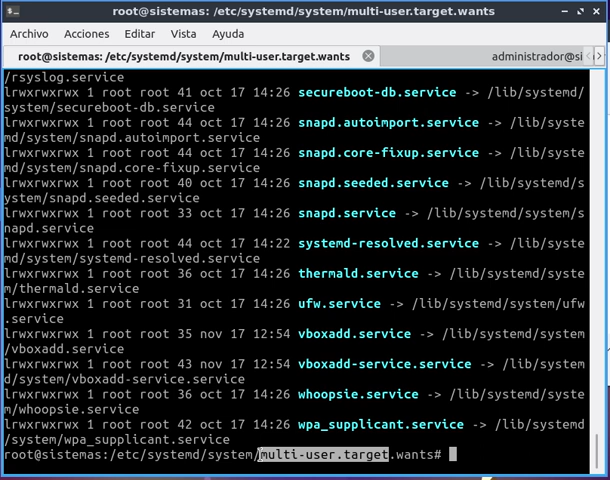 root@sistemas: /etc/systemd/system/multi-user.target.wants
Archivo Acciones Editar Vista Ayuda
root@sistemas: /etc/systemd/system/multi-user.target.wants administrador@si
/rsyslog.service
lrwxrwxrwx 1 root root 41 oct 17 14:26 secureboot-db.service -> /lib/systemd/
system/secureboot-db.service
lrwxrwxrwx 1 root root 44 oct 17 14:26 snapd.autoimport.service -> /lib/syste
md/system/snapd.autoimport.service
lrwxrwxrwx 1 root root 44 oct 17 14:26 snapd.core-fixup.service -> /lib/syste
md/system/snapd.core-fixup.service
lrwxrwxrwx 1 root root 40 oct 17 14:26 snapd.seeded.service -> /lib/systemd/s
ystem/snapd.seeded.service
lrwxrwxrwx 1 root root 33 oct 17 14:26 snapd.service -> /lib/systemd/system/s
napd.service
lrwxrwxrwx 1 root root 44 oct 17 14:22 systemd-resolved.service -> /lib/syste
md/system/systemd-resolved.service
lrwxrwxrwx 1 root root 36 oct 17 14:26 thermald.service -> /lib/systemd/syste
m/thermald.service
lrwxrwxrwx 1 root root 31 oct 17 14:26 ufw.service -> /lib/systemd/system/ufw
.service
lrwxrwxrwx 1 root root 35 nov 17 12:54 vboxadd.service -> /lib/systemd/system
/vboxadd.service
lrwxrwxrwx 1 root root 43 nov 17 12:54 vboxadd-service.service -> /lib/system
d/system/vboxadd-service.service
lrwxrwxrwx 1 root root 36 oct 17 14:26 whoopsie.service -> /lib/systemd/syste
m/whoopsie.service
lrwxrwxrwx 1 root root 42 oct 17 14:26 wpa_supplicant.service -> /lib/systemd
/system/wpa_supplicant.service
root@sistemas:/etc/systemd/system/multi-user.target.wants#